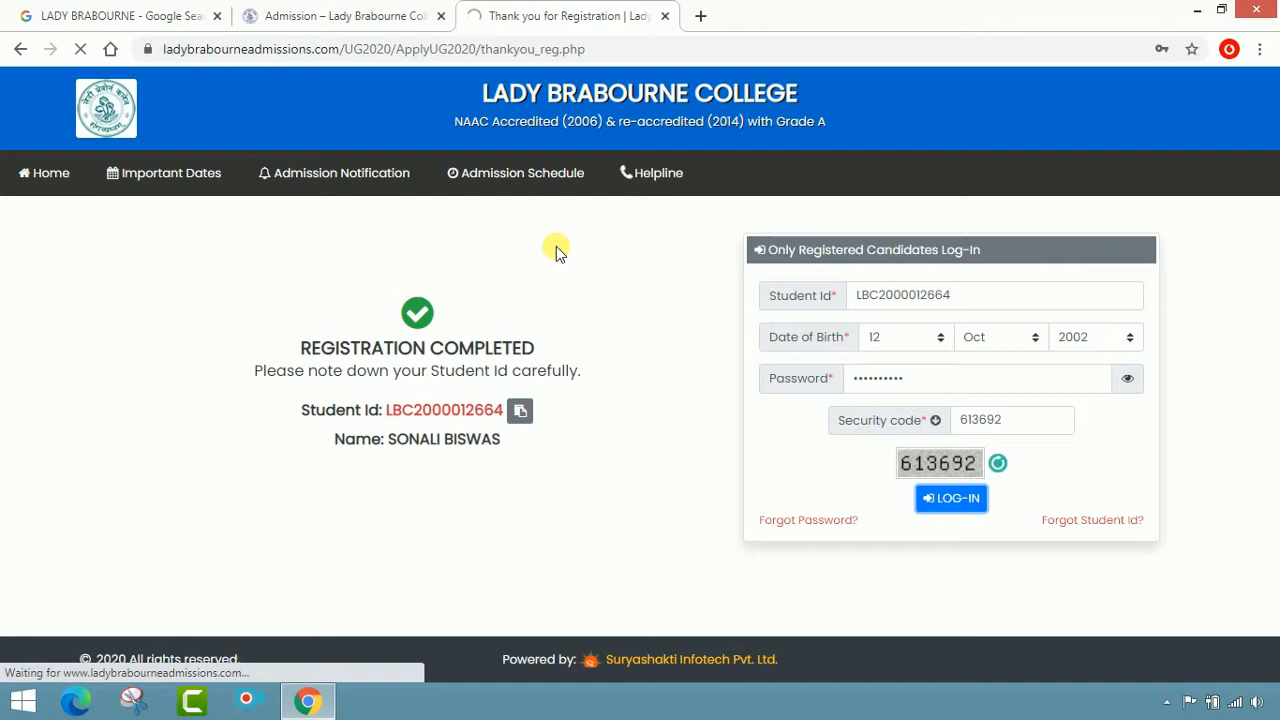 LADY BRABOURNE - Google Sea
Admission – Lady Brabourne Col
Thank you for Registration | Lady
ladybrabourneadmissions.com/UG2020/ApplyUG2020/thankyou_reg.php
LADY BRABOURNE COLLEGE
NAAC Accredited (2006) & re-accredited (2014) with Grade A
Home Important Dates Admission Notification Admission Schedule Helpline
Only Registered Candidates Log-In
Student Id* LBC2000012664
Date of Birth* 12 Oct 2002
Password* ••••••••••
Security code* 613692
613692
LOG-IN
Forgot Password? Forgot Student Id?
REGISTRATION COMPLETED
Please note down your Student Id carefully.
Student Id: LBC2000012664
Name: SONALI BISWAS
© 2020 All rights reserved.
Powered by: Suryashakti Infotech Pvt. Ltd.
Waiting for www.ladybrabourneadmissions.com...